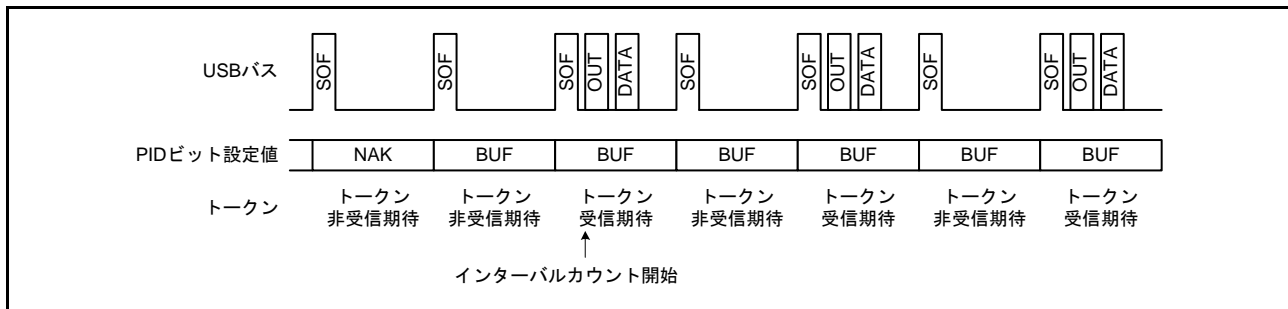 USBバス
SOF SOF SOF OUT DATA SOF SOF OUT DATA SOF SOF OUT DATA
PIDビット設定値 NAK BUF BUF BUF BUF BUF BUF
トークン トークン トークン トークン トークン トークン トークン トークン
非受信期待 非受信期待 受信期待 非受信期待 受信期待 非受信期待 受信期待
インターバルカウント開始